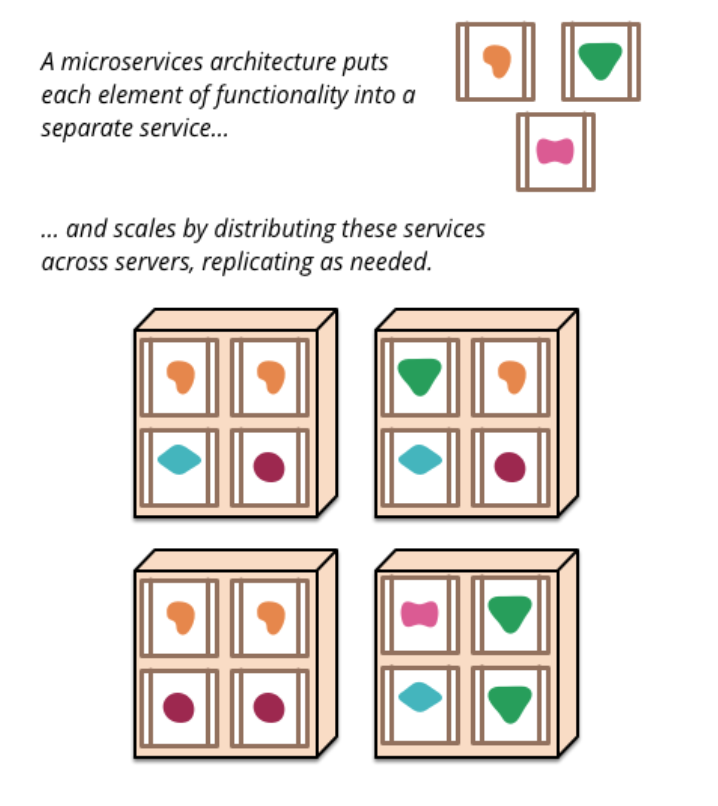 A microservices architecture puts
each element of functionality into a
separate service...
... and scales by distributing these services
across servers, replicating as needed.